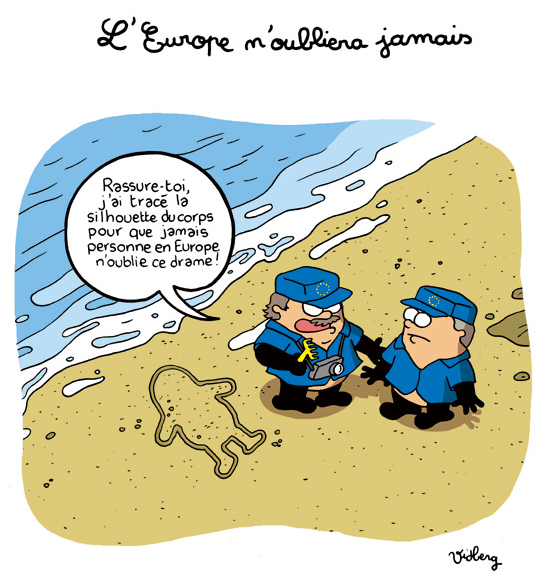 L'Europe n'oubliera jamais
Rassure-toi,
j'ai tracé la
silhouette du corps
pour que jamais
personne en Europe
n'oublie ce drame !
Vidberg